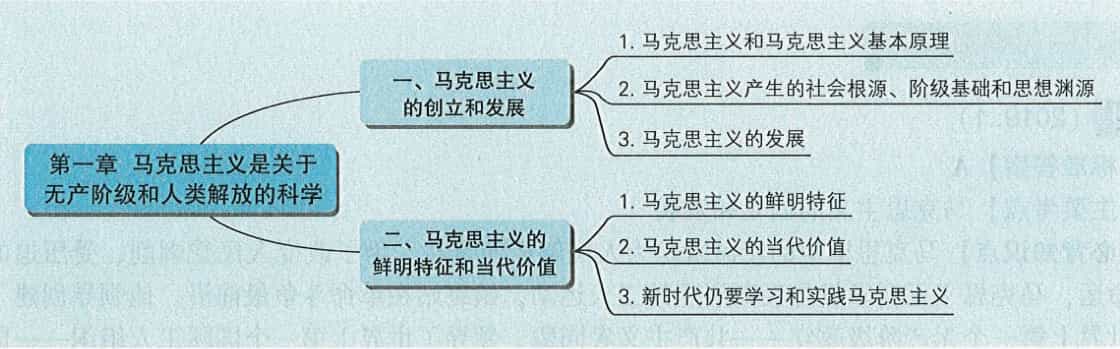 第一章 马克思主义是关于
无产阶级和人类解放的科学
一、马克思主义
的创立和发展
1. 马克思主义和马克思主义基本原理
2. 马克思主义产生的社会根源、阶级基础和思想渊源
3. 马克思主义的发展
二、马克思主义的
鲜明特征和当代价值
1. 马克思主义的鲜明特征
2. 马克思主义的当代价值
3. 新时代仍要学习和实践马克思主义